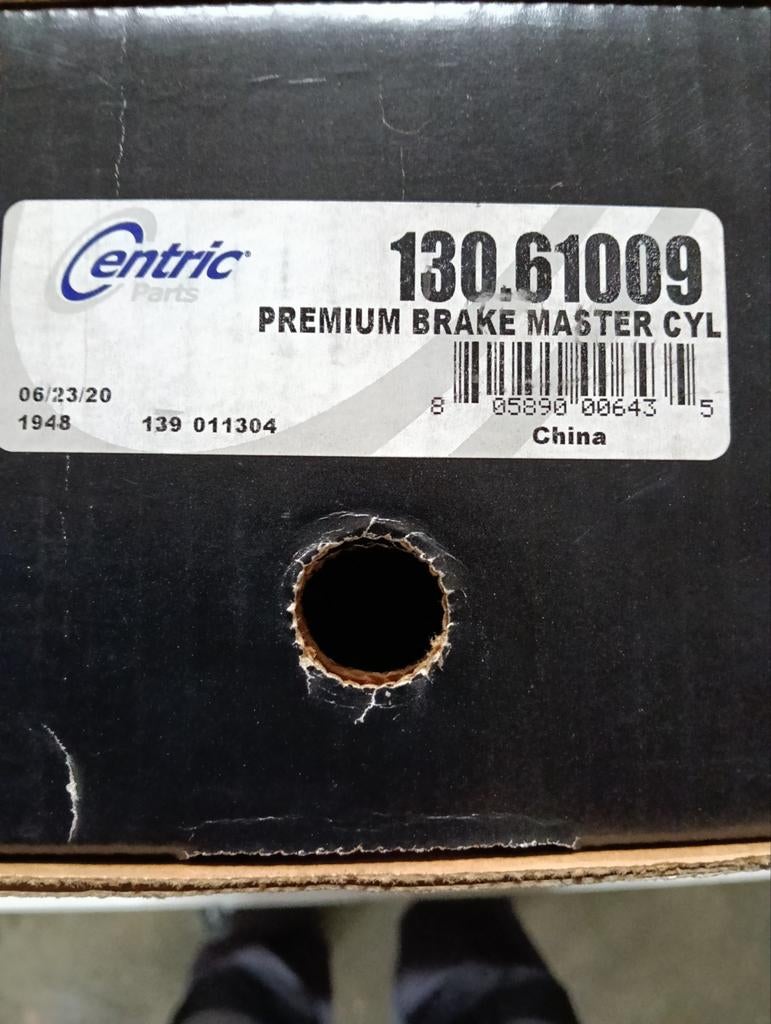 Centric®
Parts
130.61009
PREMIUM BRAKE MASTER CYL
8 05890 00643 5
China
06/23/20
1948 139 011304